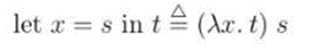 let x = s in t ≜ (λx. t) s